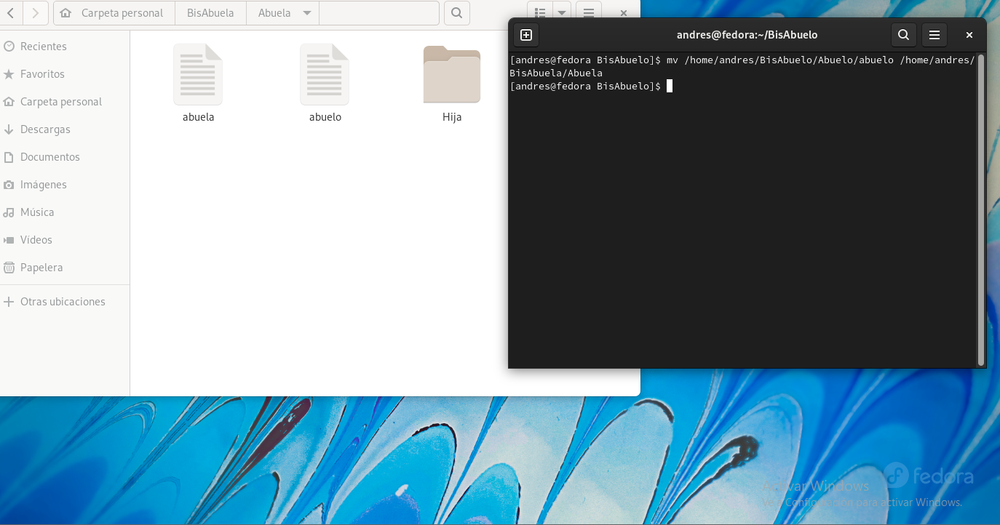 Carpeta personal BisAbuela Abuela
Recientes
Favoritos
Carpeta personal
Descargas
Documentos
Imágenes
Música
Vídeos
Papelera
Otras ubicaciones
abuela abuelo Hija
andres@fedora:~/BisAbuelo
[andres@fedora BisAbuelo]$ mv /home/andres/BisAbuelo/Abuelo/abuelo /home/andres/
BisAbuela/Abuela
[andres@fedora BisAbuelo]$
fedora
Activar Windows
Configuración para activar Windows.